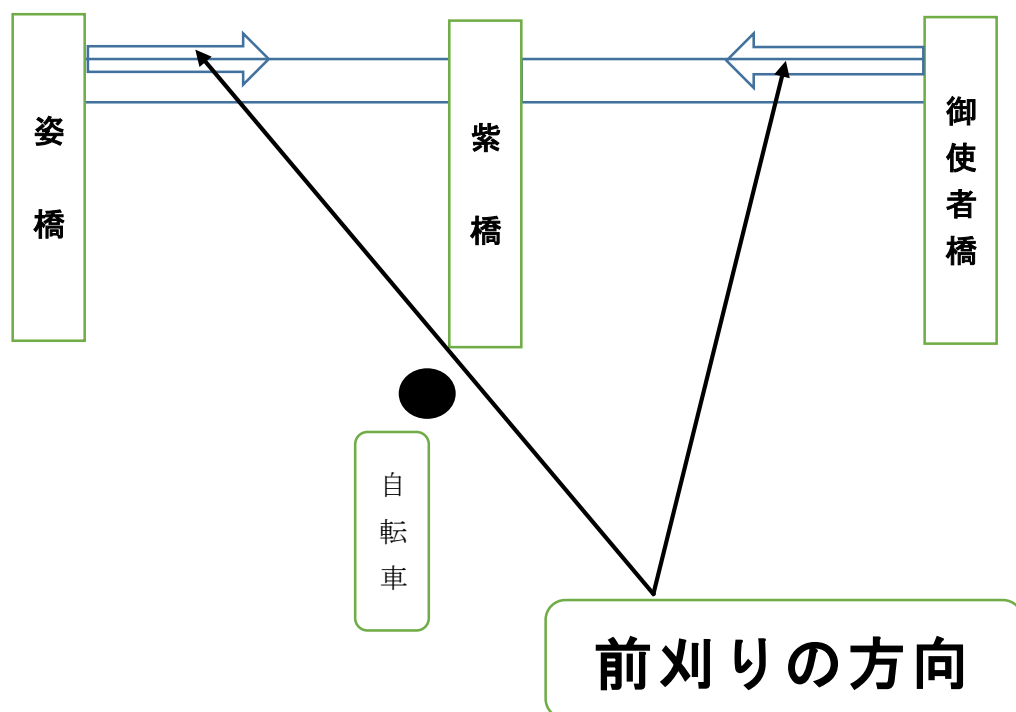 姿橋
紫橋
御使者橋
自転車
前刈りの方向